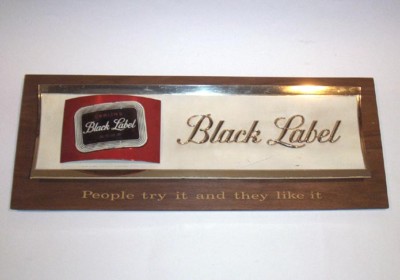 Black Label
Black Label
People try it and they like it